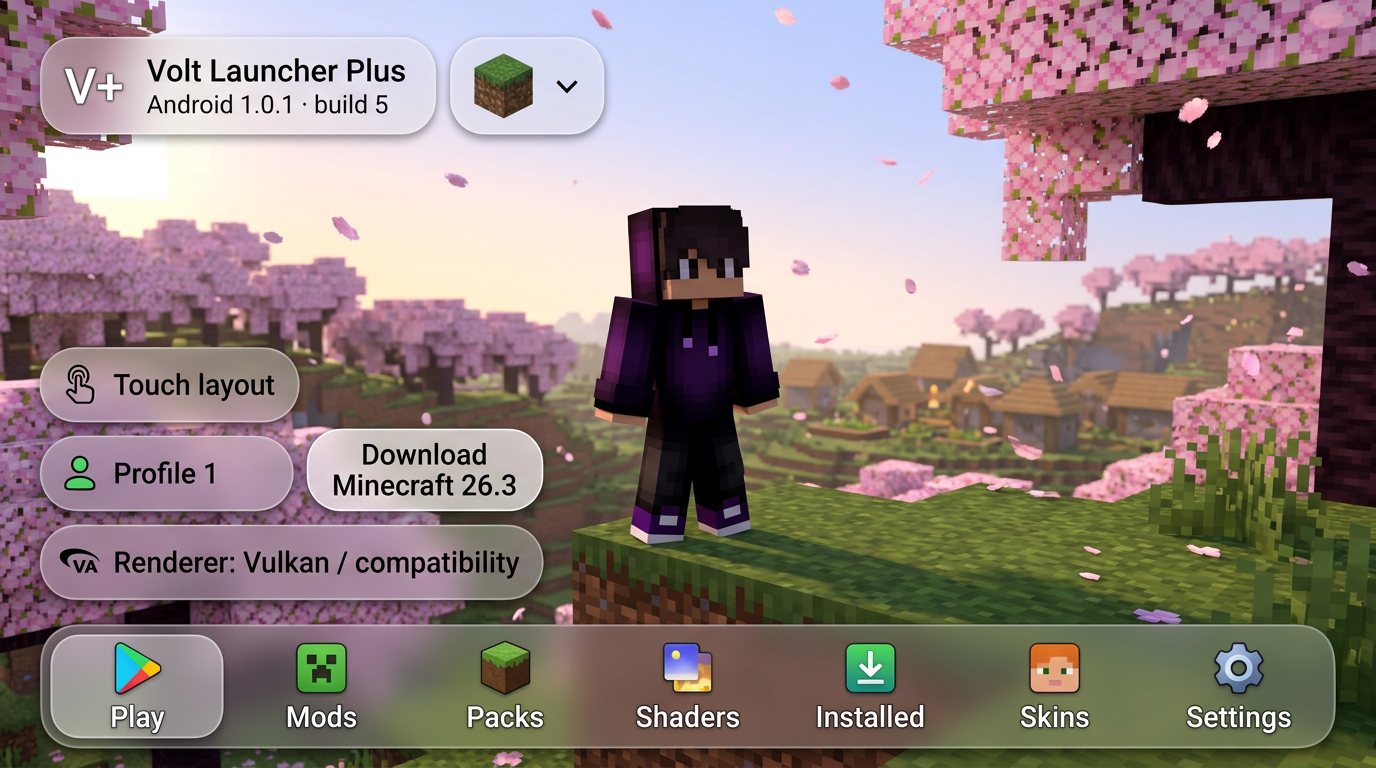 V+
Volt Launcher Plus
Android 1.0.1 · build 5
Touch layout
Profile 1
Download
Minecraft 26.3
VA
Renderer: Vulkan / compatibility
Play
Mods
Packs
Shaders
Installed
Skins
Settings